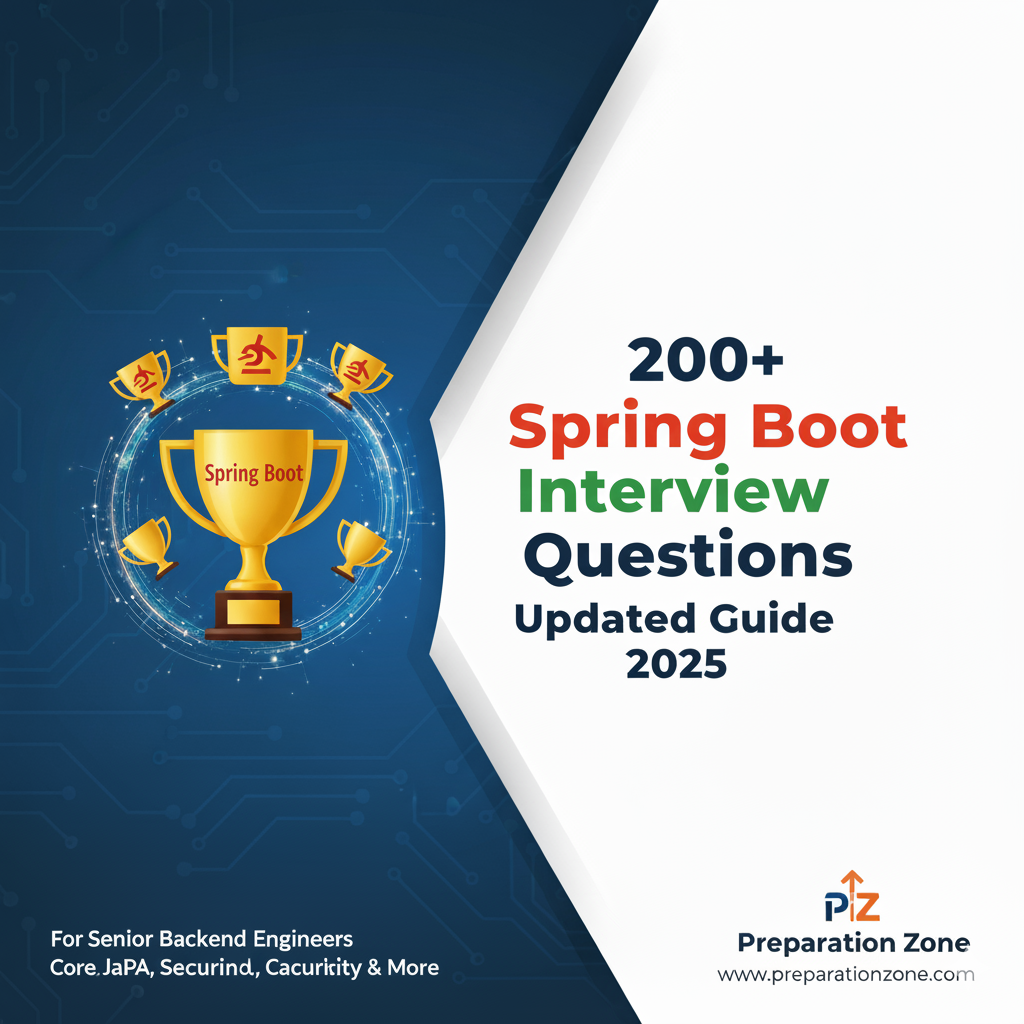 200+
Spring Boot
Interview
Questions
Updated Guide
2025
Spring Boot
For Senior Backend Engineers
Core.JaPA, Securind, Cacurkity & More
PZ
Preparation Zone
www.preparationzone.com